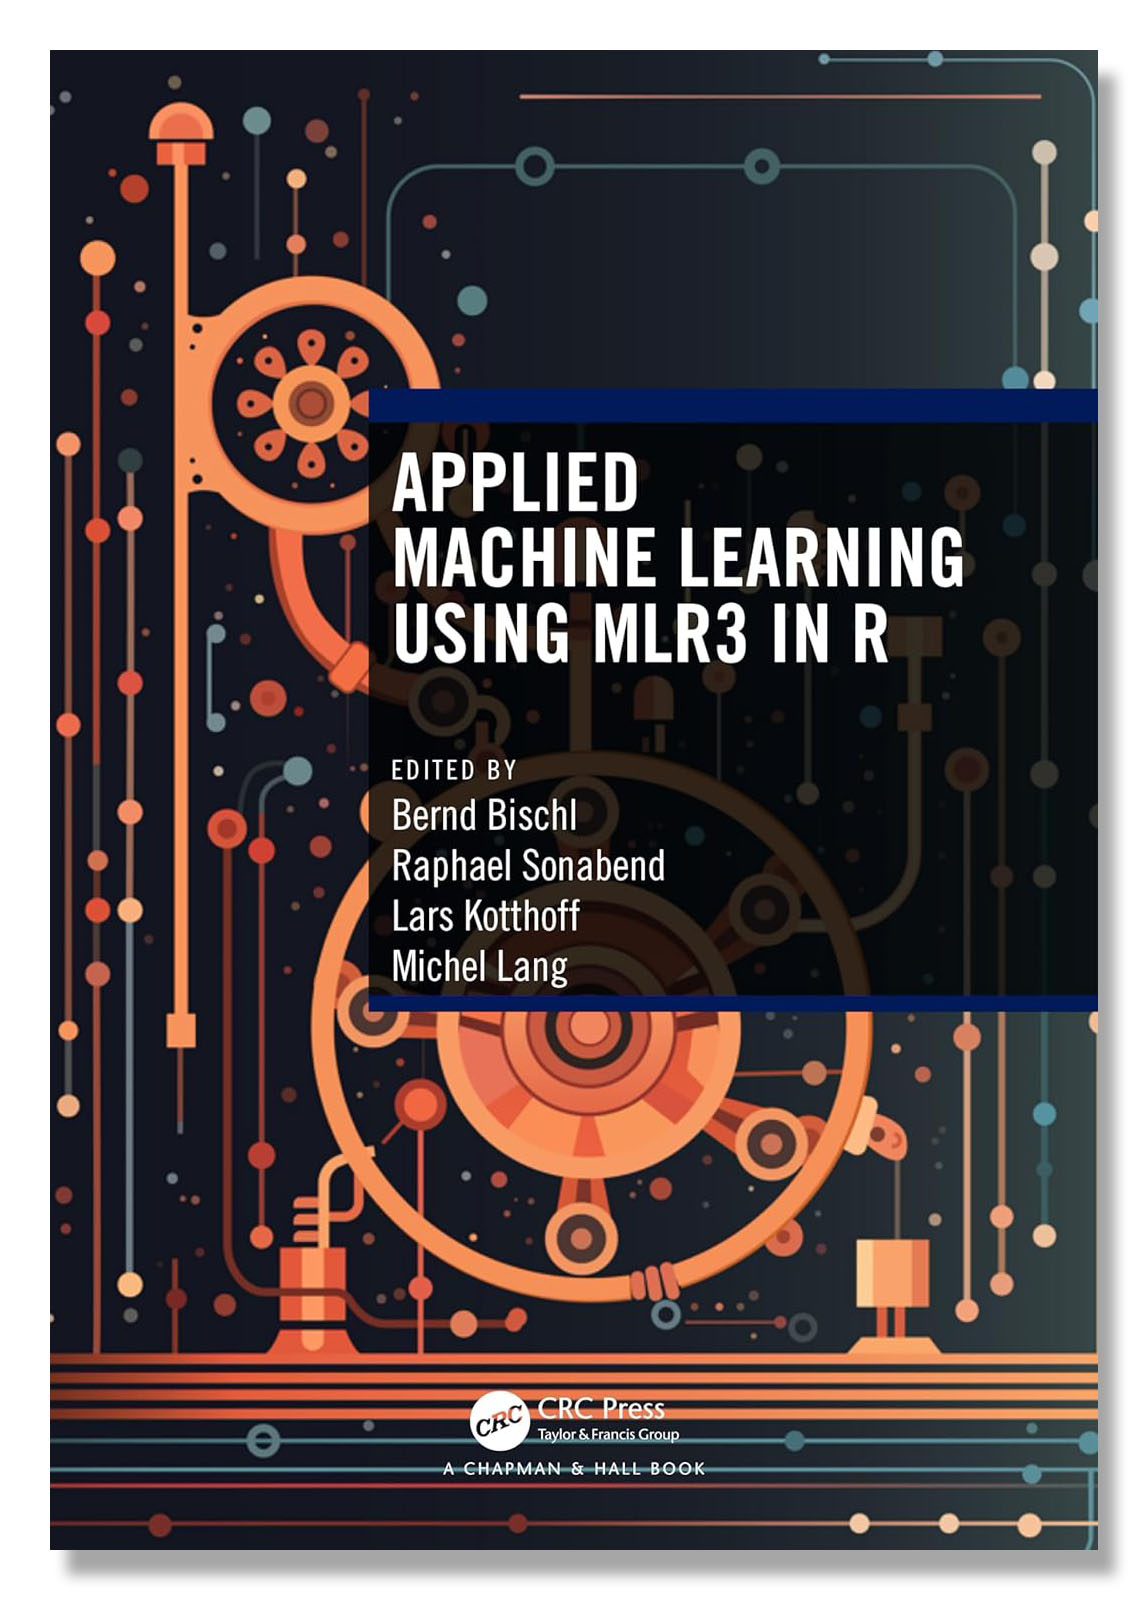 APPLIED
MACHINE LEARNING
USING MLR3 IN R
EDITED BY
Bernd Bischl
Raphael Sonabend
Lars Kotthoff
Michel Lang
CRC CRC Press
Taylor & Francis Group
A CHAPMAN & HALL BOOK